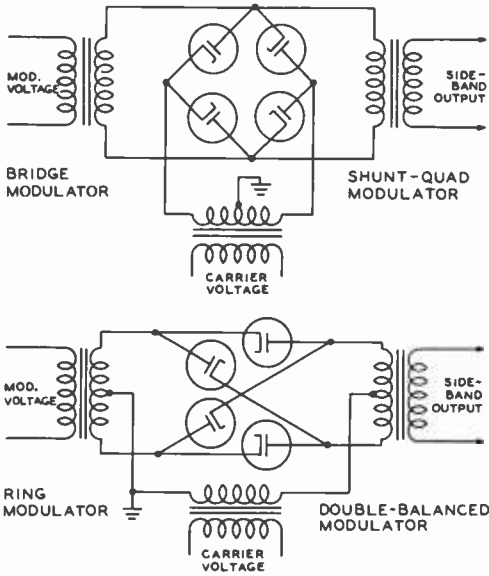 MOD.
VOLTAGE
SIDE-
BAND
OUTPUT
BRIDGE
MODULATOR
SHUNT-QUAD
MODULATOR
CARRIER
VOLTAGE
MOD.
VOLTAGE
SIDE-
BAND
OUTPUT
RING
MODULATOR
DOUBLE-BALANCED
MODULATOR
CARRIER
VOLTAGE